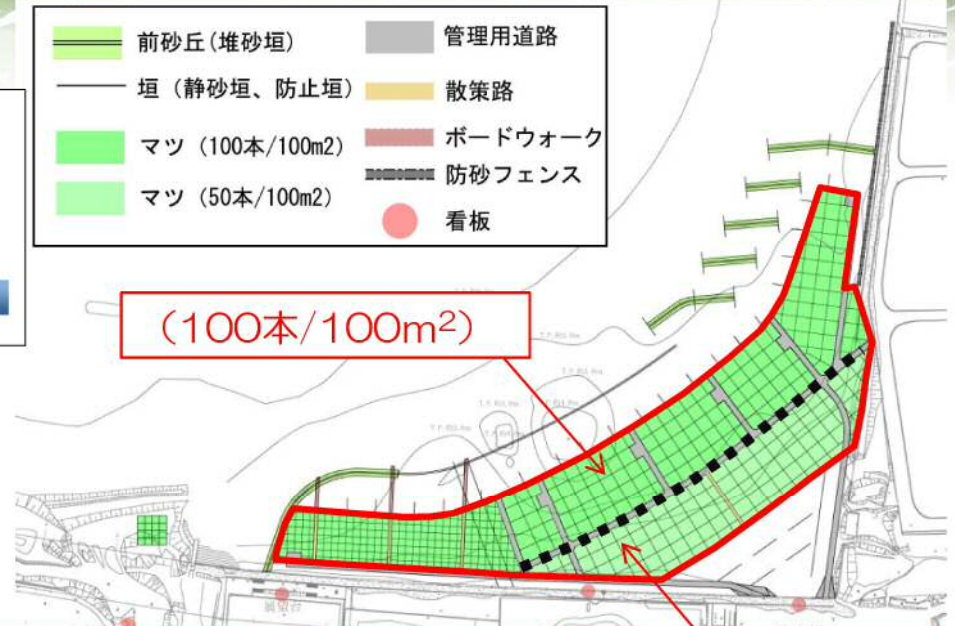 前砂丘(堆砂垣)
垣（静砂垣、防止垣）
マツ（100本/100m2）
マツ（50本/100m2）
管理用道路
散策路
ボードウォーク
防砂フェンス
看板
（100本/100m²）